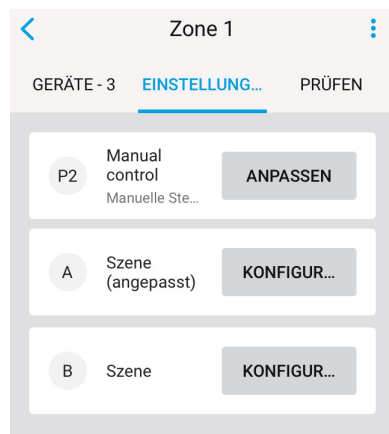 Zone 1
GERÄTE - 3 EINSTELLUNG... PRÜFEN
P2
Manual
control
Manuelle Ste...
ANPASSEN
A
Szene
(angepasst)
KONFIGUR...
B
Szene
KONFIGUR...